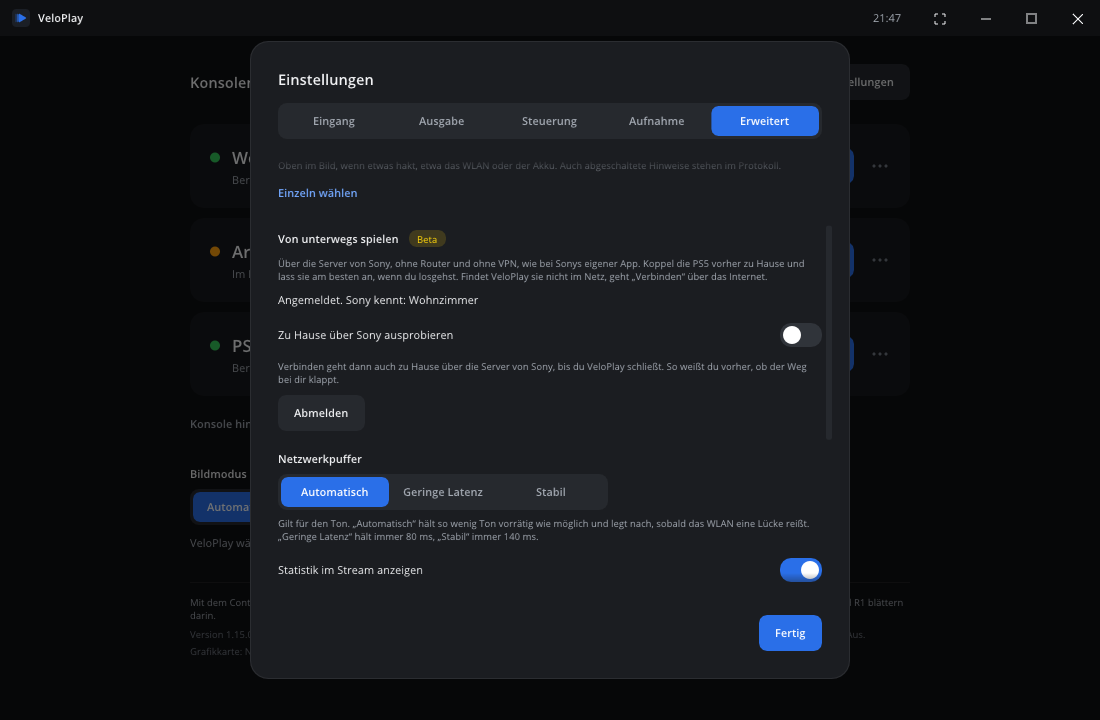 VeloPlay
21:47
Einstellungen
Eingang
Ausgabe
Steuerung
Aufnahme
Erweitert
Oben im Bild, wenn etwas hakt, etwa das WLAN oder der Akku. Auch abgeschaltete Hinweise stehen im Protokoll.
Einzeln wählen
Von unterwegs spielen Beta
Über die Server von Sony, ohne Router und ohne VPN, wie bei Sonys eigener App. Koppel die PS5 vorher zu Hause und
lass sie am besten an, wenn du losgehst. Findet VeloPlay sie nicht im Netz, geht „Verbinden“ über das Internet.
Angemeldet. Sony kennt: Wohnzimmer
Zu Hause über Sony ausprobieren
Verbinden geht dann auch zu Hause über die Server von Sony, bis du VeloPlay schließt. So weißt du vorher, ob der Weg
bei dir klappt.
Abmelden
Netzwerkpuffer
Automatisch
Geringe Latenz
Stabil
Gilt für den Ton. „Automatisch“ hält so wenig Ton vorrätig wie möglich und legt nach, sobald das WLAN eine Lücke reißt.
„Geringe Latenz“ hält immer 80 ms, „Stabil“ immer 140 ms.
Statistik im Stream anzeigen
Fertig
Konsole
Bildmodus
VeloPlay
Mit dem
R1 blättern
darin.
Version
Aus.
Grafikkarte: